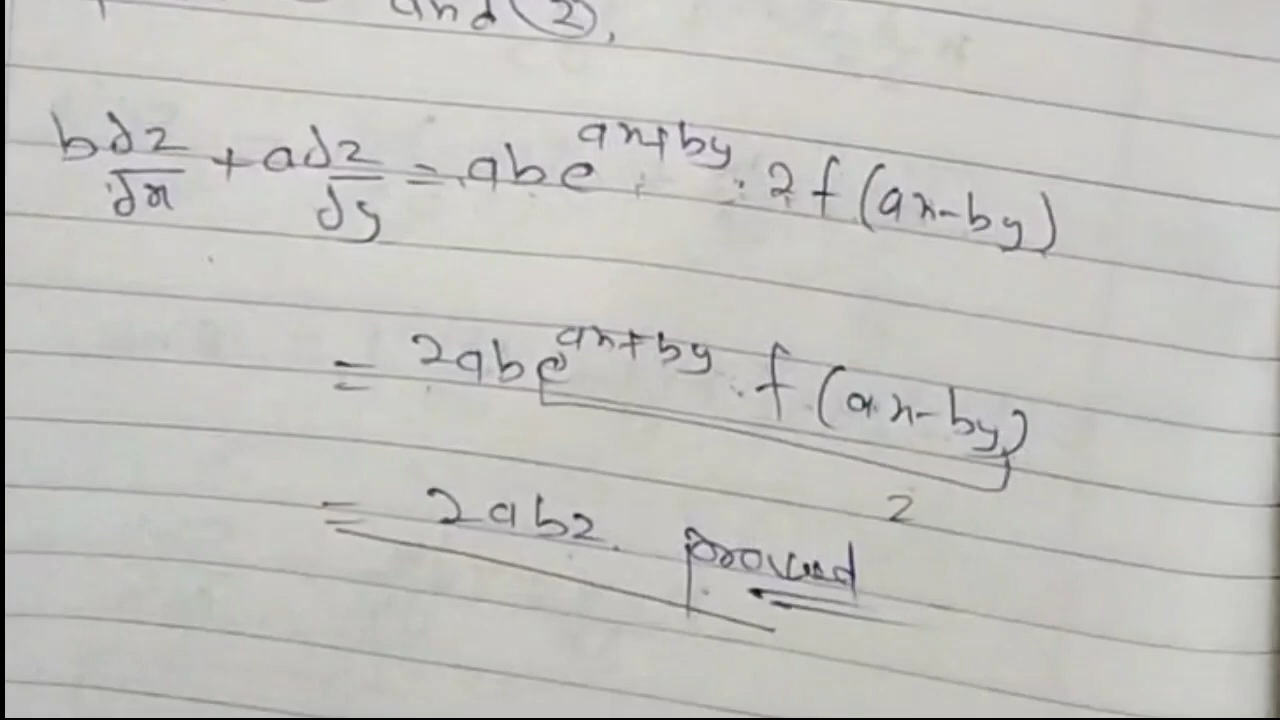 and (2),
b∂z/∂x + a∂z/∂y = abe^(ax+by) . 2f(ax-by)
= 2abe^(ax+by) . f(ax-by)
z
= 2abz. proved